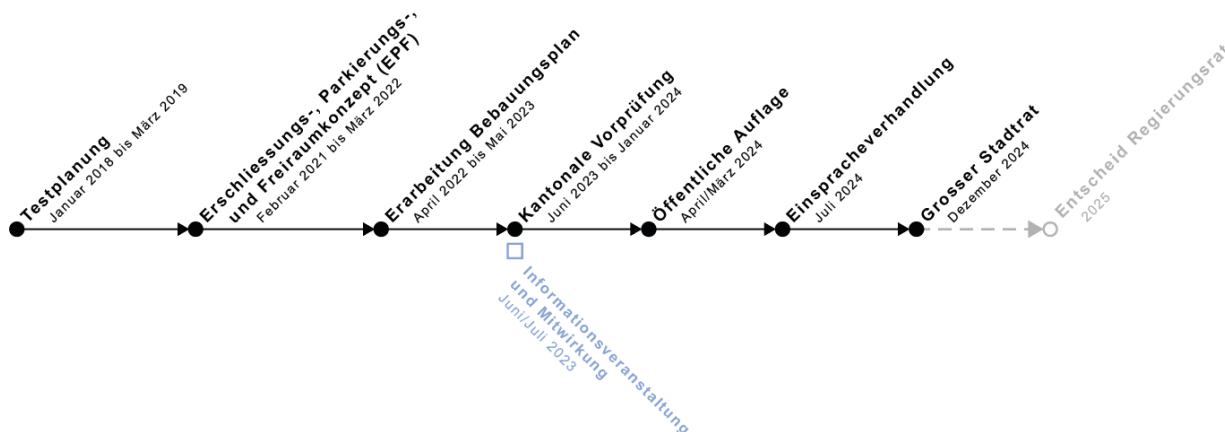 Testplanung
Januar 2018 bis März 2019
Erschliessungs-, Parkierungs-,
und Freiraumkonzept (EPF)
Februar 2021 bis März 2022
Erarbeitung Bebauungsplan
April 2022 bis Mai 2023
Kantonale Vorprüfung
Juni 2023 bis Januar 2024
Öffentliche Auflage
April/März 2024
Einspracheverhandlung
Juli 2024
Grosser Stadtrat
Dezember 2024
Entscheid Regierungsrat
2025
Informationsveranstaltung
und Mitwirkung
Juni/Juli 2023